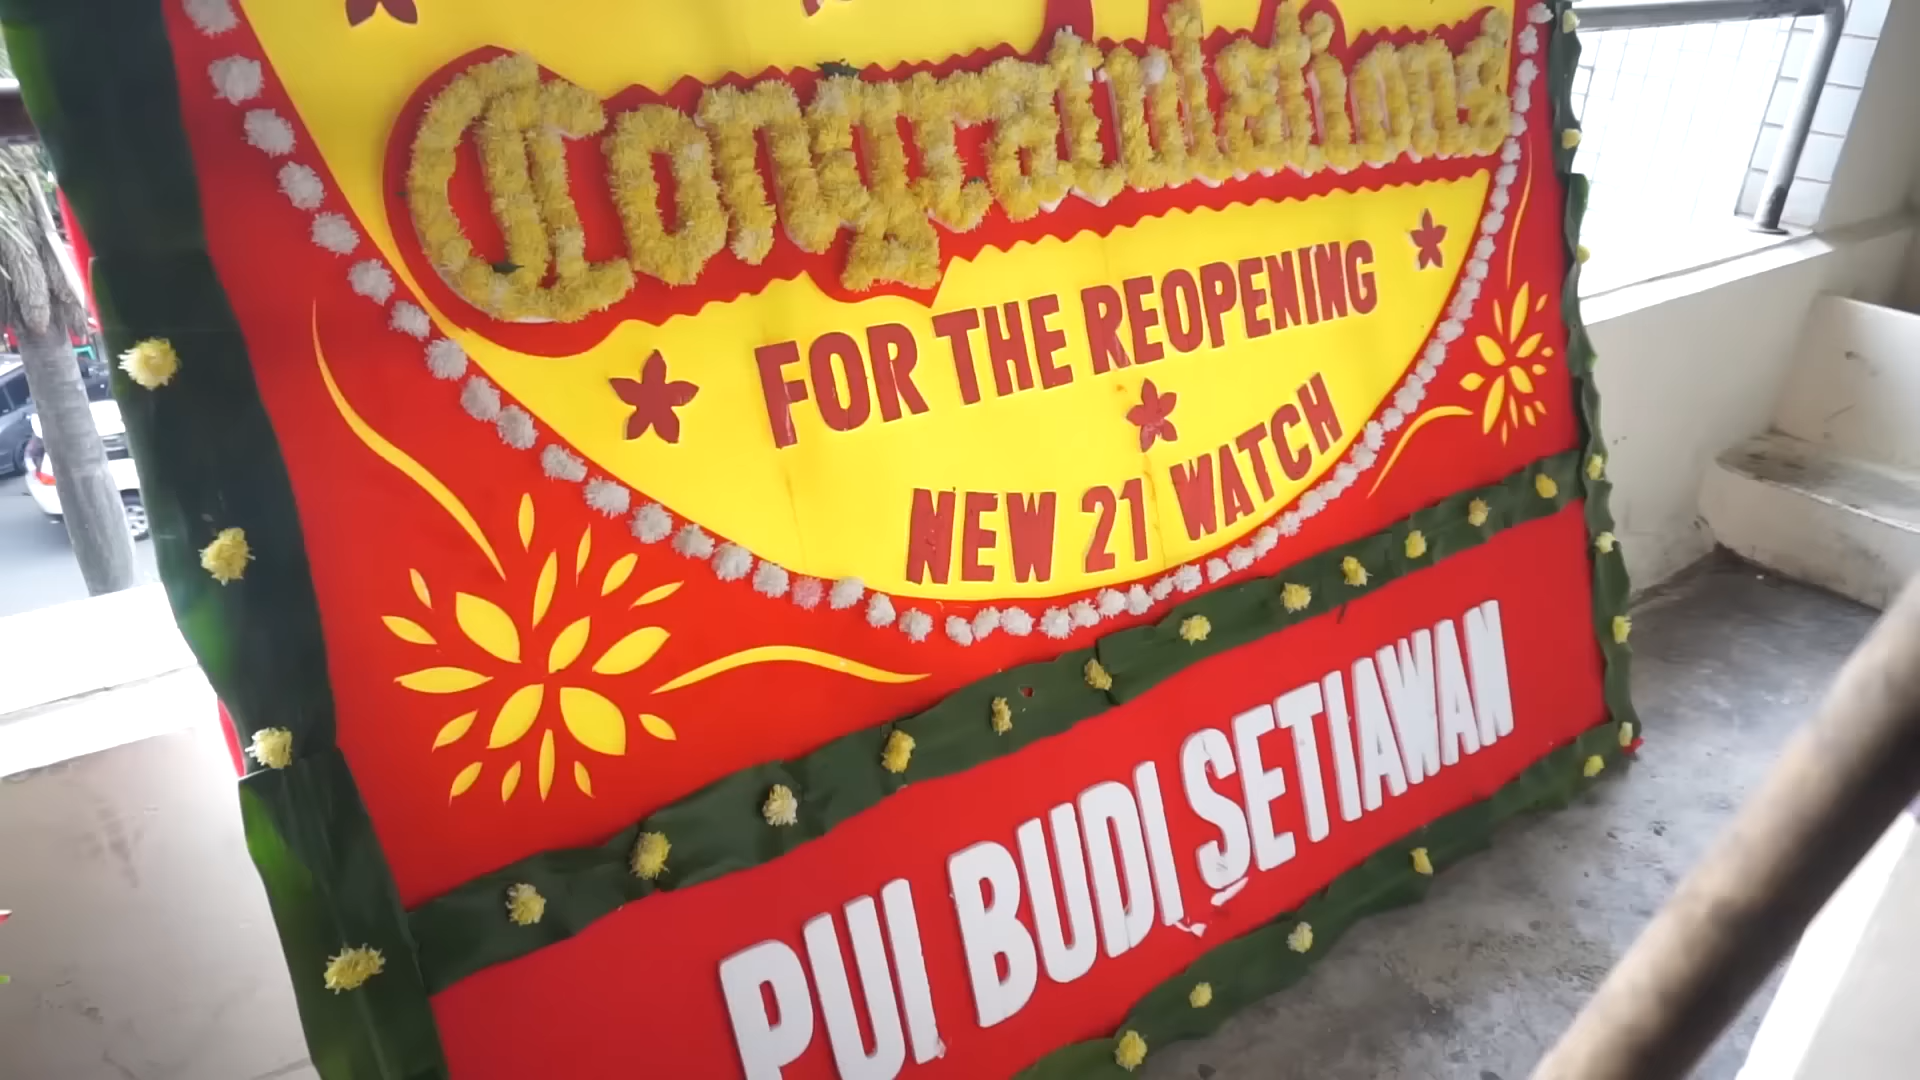 Congratulations
FOR THE REOPENING
NEW 21 WATCH
PUI BUDI SETIAWAN